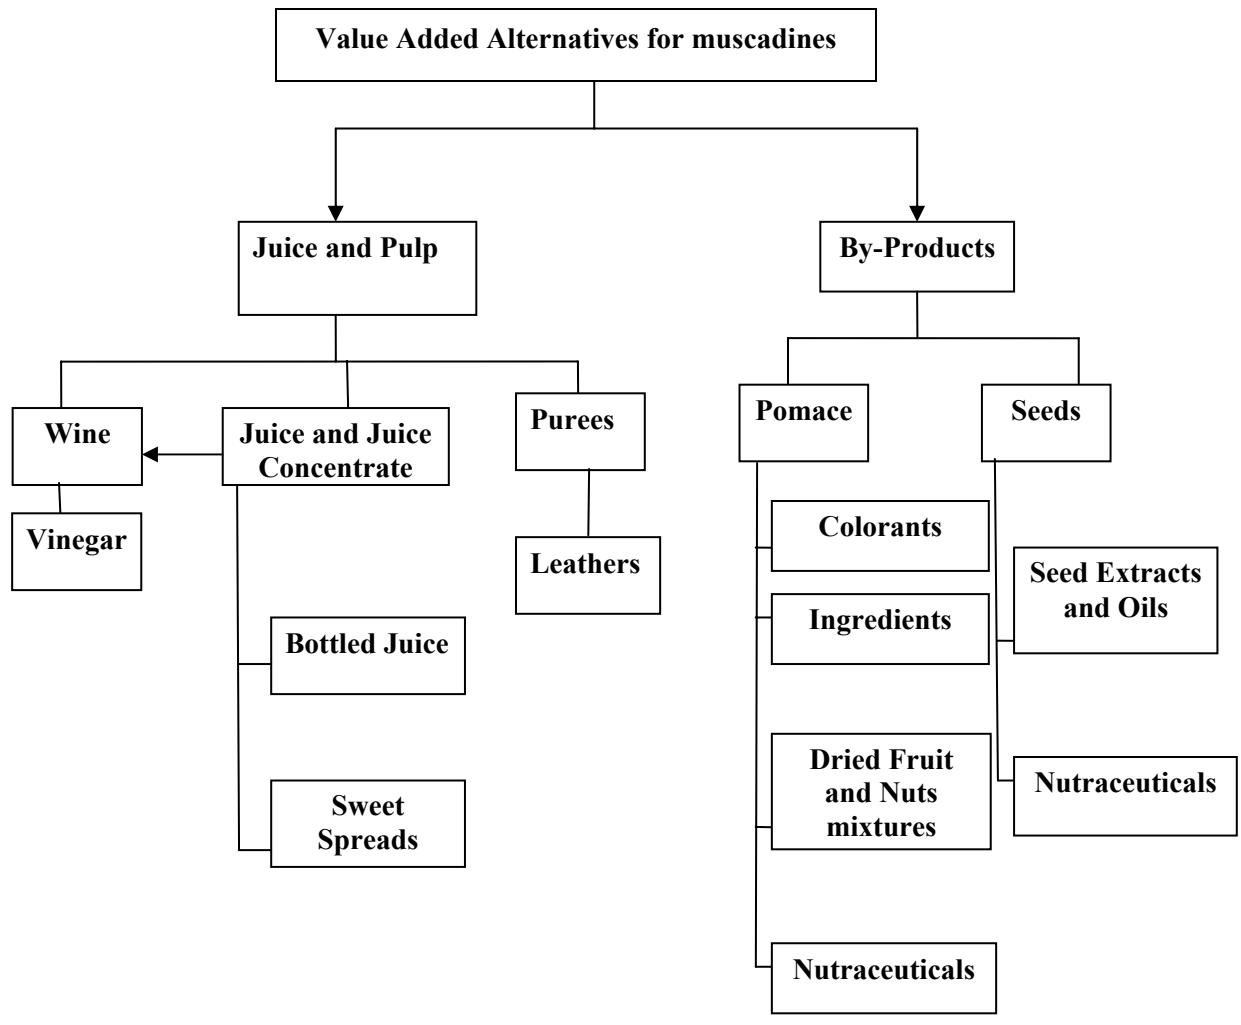 Value Added Alternatives for muscadines
Juice and Pulp
By-Products
Wine
Juice and Juice
Concentrate
Purees
Pomace
Seeds
Vinegar
Leathers
Colorants
Seed Extracts
and Oils
Ingredients
Bottled Juice
Dried Fruit
and Nuts
mixtures
Nutraceuticals
Sweet
Spreads
Nutraceuticals